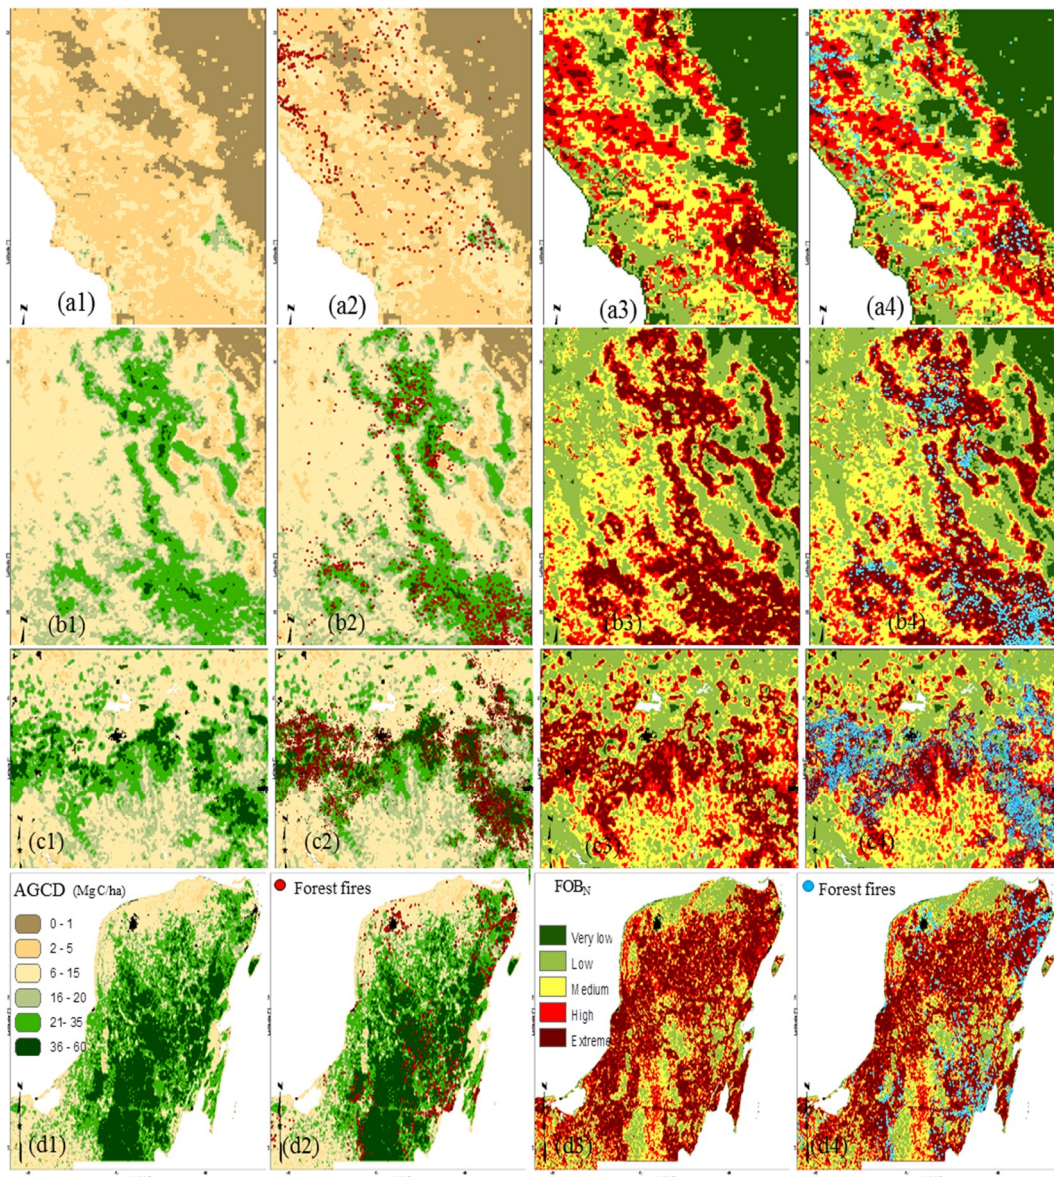 (a1)
(a2)
(a3)
(a4)
(b1)
(b2)
(b3)
(b4)
(c1)
(c2)
(c3)
(c4)
AGCD (Mg C/ha)
0 - 1
2 - 5
6 - 15
16 - 20
21- 35
36 - 60
Forest fires
FOBN
Very low
Low
Medium
High
Extreme
Forest fires
(d1)
(d2)
(d3)
(d4)